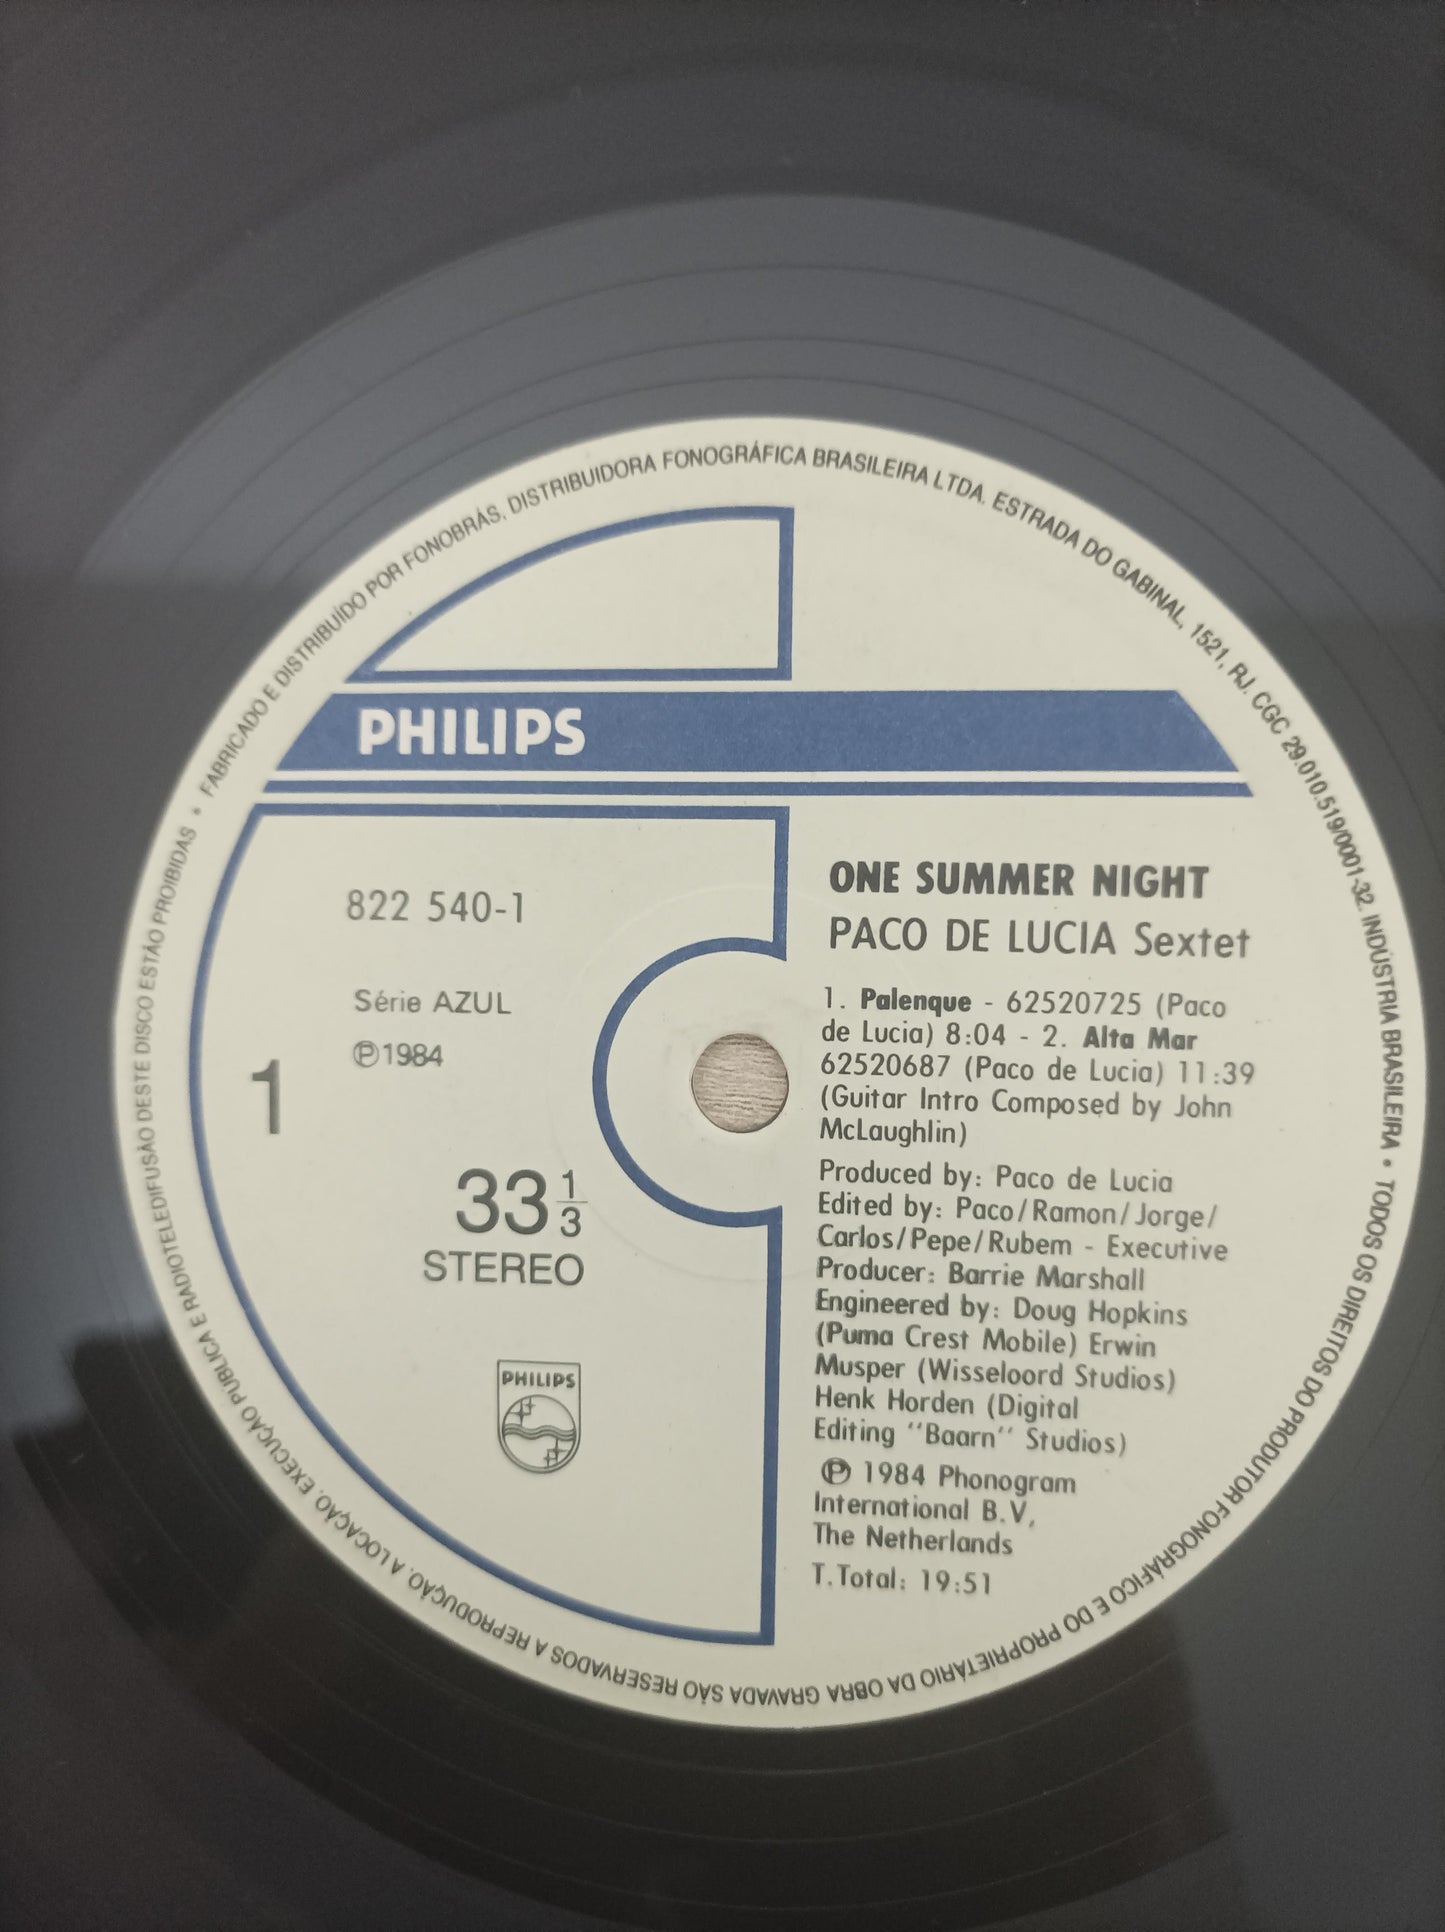 FABRICADO E DISTRIBUÍDO POR FONOBRÁS, DISTRIBUIDORA FONOGRÁFICA BRASILEIRA LTDA. ESTRADA DO GABINAL, 1521, RJ. CGC 29.010.519/0001-32. INDÚSTRIA BRASILEIRA • TODOS OS DIREITOS DO PRODUTOR FONOGRÁFICO E DO PROPRIETÁRIO DA OBRA GRAVADA SÃO RESERVADOS A REPRODUÇÃO, A LOCAÇÃO, EXECUÇÃO PÚBLICA E RADIOTELEDIFUSÃO DESTE DISCO ESTÃO PROIBIDAS •
PHILIPS
822 540-1
Série AZUL
℗1984
1
33 1/3
STEREO
PHILIPS
ONE SUMMER NIGHT
PACO DE LUCIA Sextet
1. Palenque - 62520725 (Paco
de Lucia) 8:04 - 2. Alta Mar
62520687 (Paco de Lucia) 11:39
(Guitar Intro Composed by John
McLaughlin)
Produced by: Paco de Lucia
Edited by: Paco/Ramon/Jorge/
Carlos/Pepe/Rubem - Executive
Producer: Barrie Marshall
Engineered by: Doug Hopkins
(Puma Crest Mobile) Erwin
Musper (Wisseloord Studios)
Henk Horden (Digital
Editing "Baarn" Studios)
℗ 1984 Phonogram
International B.V,
The Netherlands
T.Total: 19:51